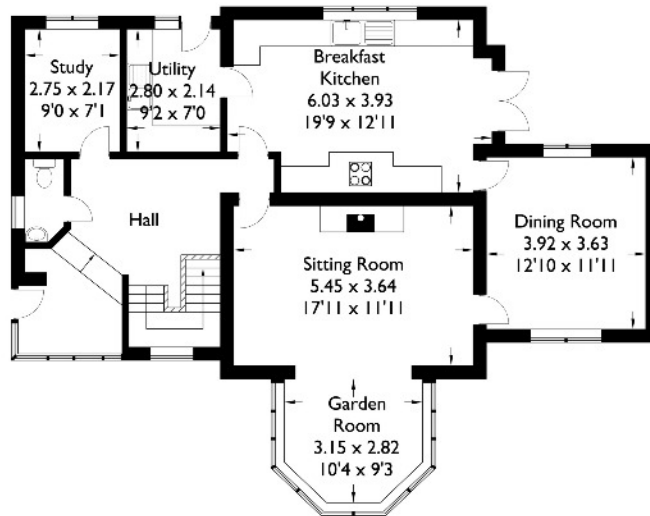 Study
2.75 x 2.17
9'0 x 7'1
Utility
2.80 x 2.14
9'2 x 7'0
Breakfast
Kitchen
6.03 x 3.93
19'9 x 12'11
Hall
Dining Room
3.92 x 3.63
12'10 x 11'11
Sitting Room
5.45 x 3.64
17'11 x 11'11
Garden
Room
3.15 x 2.82
10'4 x 9'3